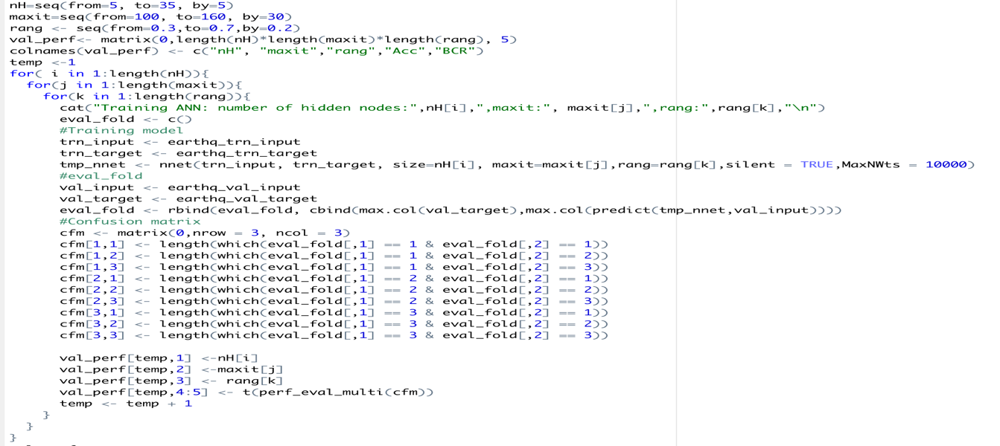 nH=seq(from=5, to=35, by=5)
maxit=seq(from=100, to=160, by=30)
rang <- seq(from=0.3,to=0.7,by=0.2)
val_perf<- matrix(0,length(nH)*length(maxit)*length(rang), 5)
colnames(val_perf) <- c("nH", "maxit","rang","Acc","BCR")
temp <-1
for( i in 1:length(nH)){
  for(j in 1:length(maxit)){
    for(k in 1:length(rang)){
      cat("Training ANN: number of hidden nodes:",nH[i],",maxit:", maxit[j],",rang:",rang[k],"\n")
      eval_fold <- c()
      #Training model
      trn_input <- earthq_trn_input
      trn_target <- earthq_trn_target
      tmp_nnet <- nnet(trn_input, trn_target, size=nH[i], maxit=maxit[j],rang=rang[k],silent = TRUE,MaxNWts = 10000)
      #eval_fold
      val_input <- earthq_val_input
      val_target <- earthq_val_target
      eval_fold <- rbind(eval_fold, cbind(max.col(val_target),max.col(predict(tmp_nnet,val_input))))
      #Confusion matrix
      cfm <- matrix(0,nrow = 3, ncol = 3)
      cfm[1,1] <- length(which(eval_fold[,1] == 1 & eval_fold[,2] == 1))
      cfm[1,2] <- length(which(eval_fold[,1] == 1 & eval_fold[,2] == 2))
      cfm[1,3] <- length(which(eval_fold[,1] == 1 & eval_fold[,2] == 3))
      cfm[2,1] <- length(which(eval_fold[,1] == 2 & eval_fold[,2] == 1))
      cfm[2,2] <- length(which(eval_fold[,1] == 2 & eval_fold[,2] == 2))
      cfm[2,3] <- length(which(eval_fold[,1] == 2 & eval_fold[,2] == 3))
      cfm[3,1] <- length(which(eval_fold[,1] == 3 & eval_fold[,2] == 1))
      cfm[3,2] <- length(which(eval_fold[,1] == 3 & eval_fold[,2] == 2))
      cfm[3,3] <- length(which(eval_fold[,1] == 3 & eval_fold[,2] == 3))
      val_perf[temp,1] <-nH[i]
      val_perf[temp,2] <-maxit[j]
      val_perf[temp,3] <- rang[k]
      val_perf[temp,4:5] <- t(perf_eval_multi(cfm))
      temp <- temp + 1
    }
  }
}